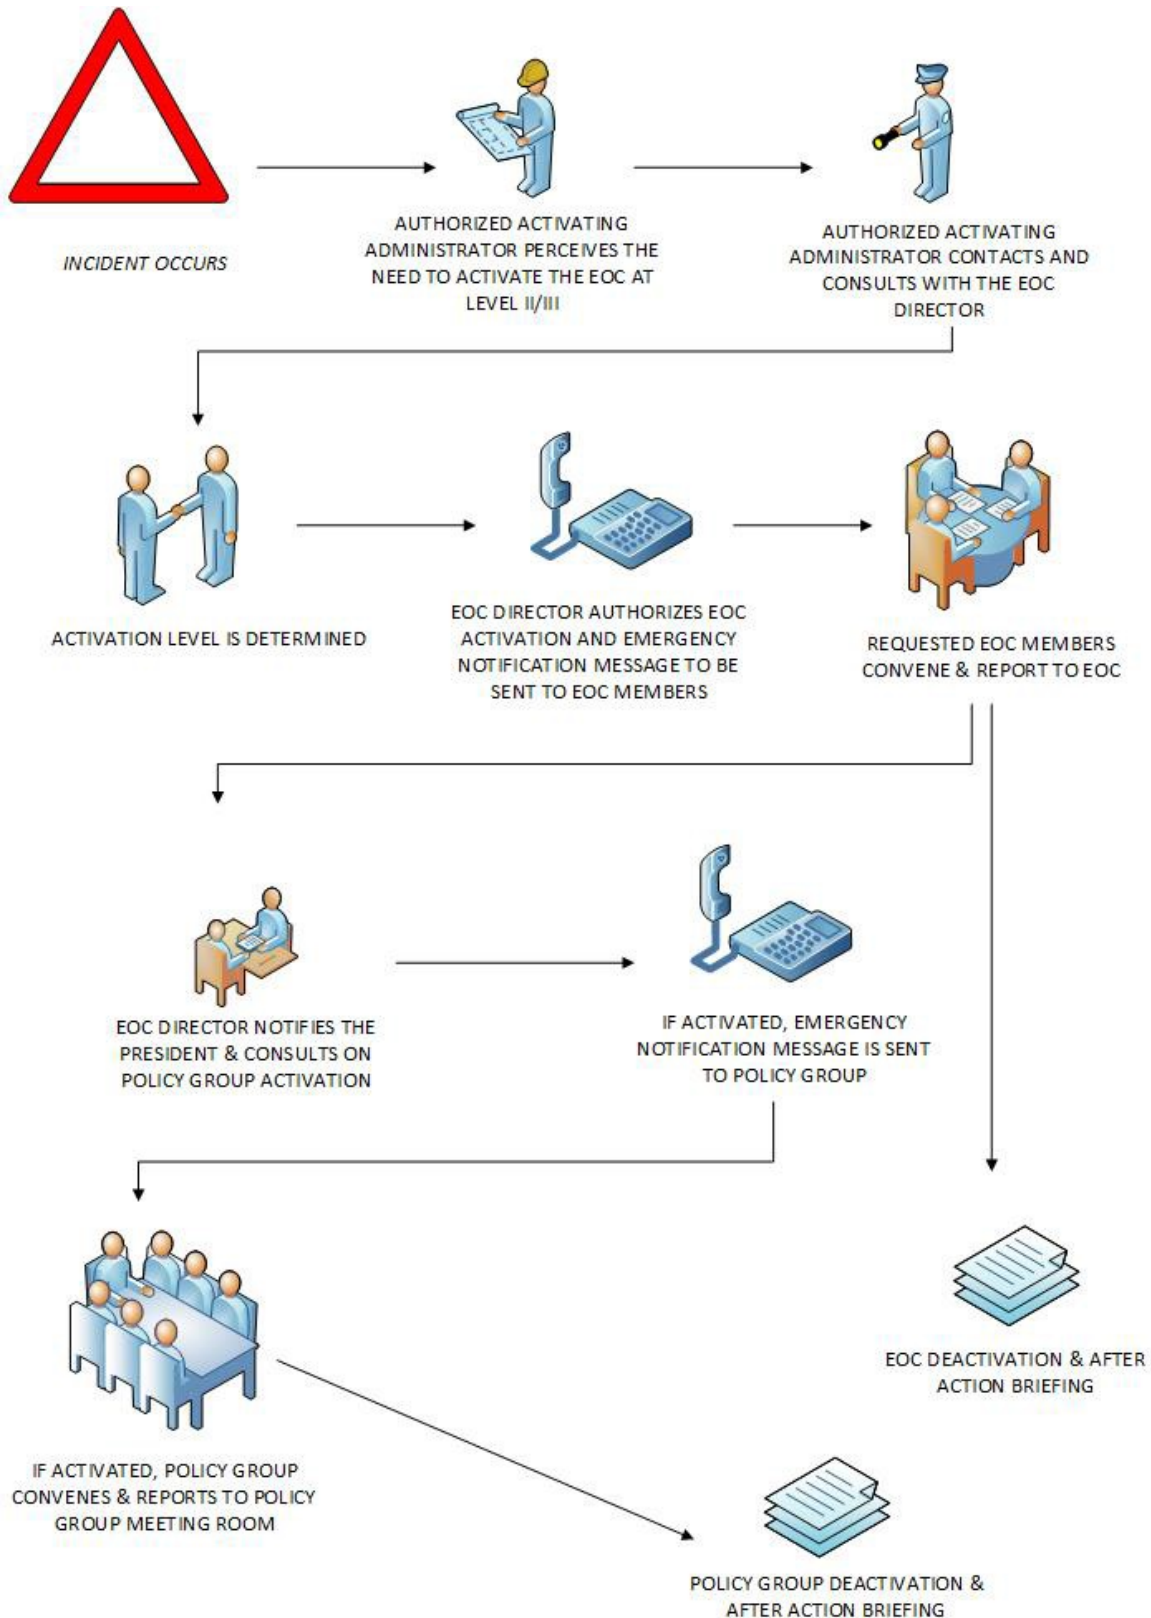 INCIDENT OCCURS
AUTHORIZED ACTIVATING
ADMINISTRATOR PERCEIVES THE
NEED TO ACTIVATE THE EOC AT
LEVEL II/III
AUTHORIZED ACTIVATING
ADMINISTRATOR CONTACTS AND
CONSULTS WITH THE EOC
DIRECTOR
ACTIVATION LEVEL IS DETERMINED
EOC DIRECTOR AUTHORIZES EOC
ACTIVATION AND EMERGENCY
NOTIFICATION MESSAGE TO BE
SENT TO EOC MEMBERS
REQUESTED EOC MEMBERS
CONVENE & REPORT TO EOC
EOC DIRECTOR NOTIFIES THE
PRESIDENT & CONSULTS ON
POLICY GROUP ACTIVATION
IF ACTIVATED, EMERGENCY
NOTIFICATION MESSAGE IS SENT
TO POLICY GROUP
EOC DEACTIVATION & AFTER
ACTION BRIEFING
IF ACTIVATED, POLICY GROUP
CONVENES & REPORTS TO POLICY
GROUP MEETING ROOM
POLICY GROUP DEACTIVATION &
AFTER ACTION BRIEFING